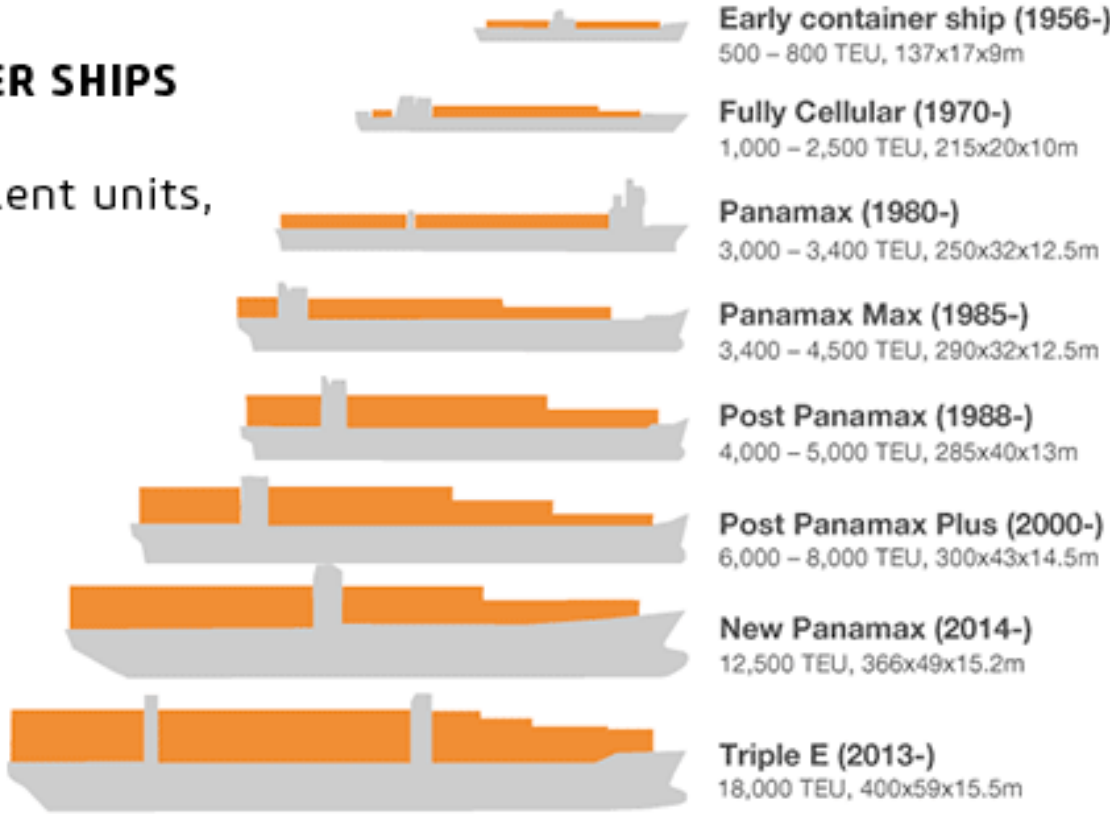 ER SHIPS
lent units,
Early container ship (1956-)
500 – 800 TEU, 137x17x9m
Fully Cellular (1970-)
1,000 – 2,500 TEU, 215x20x10m
Panamax (1980-)
3,000 – 3,400 TEU, 250x32x12.5m
Panamax Max (1985-)
3,400 – 4,500 TEU, 290x32x12.5m
Post Panamax (1988-)
4,000 – 5,000 TEU, 285x40x13m
Post Panamax Plus (2000-)
6,000 – 8,000 TEU, 300x43x14.5m
New Panamax (2014-)
12,500 TEU, 366x49x15.2m
Triple E (2013-)
18,000 TEU, 400x59x15.5m